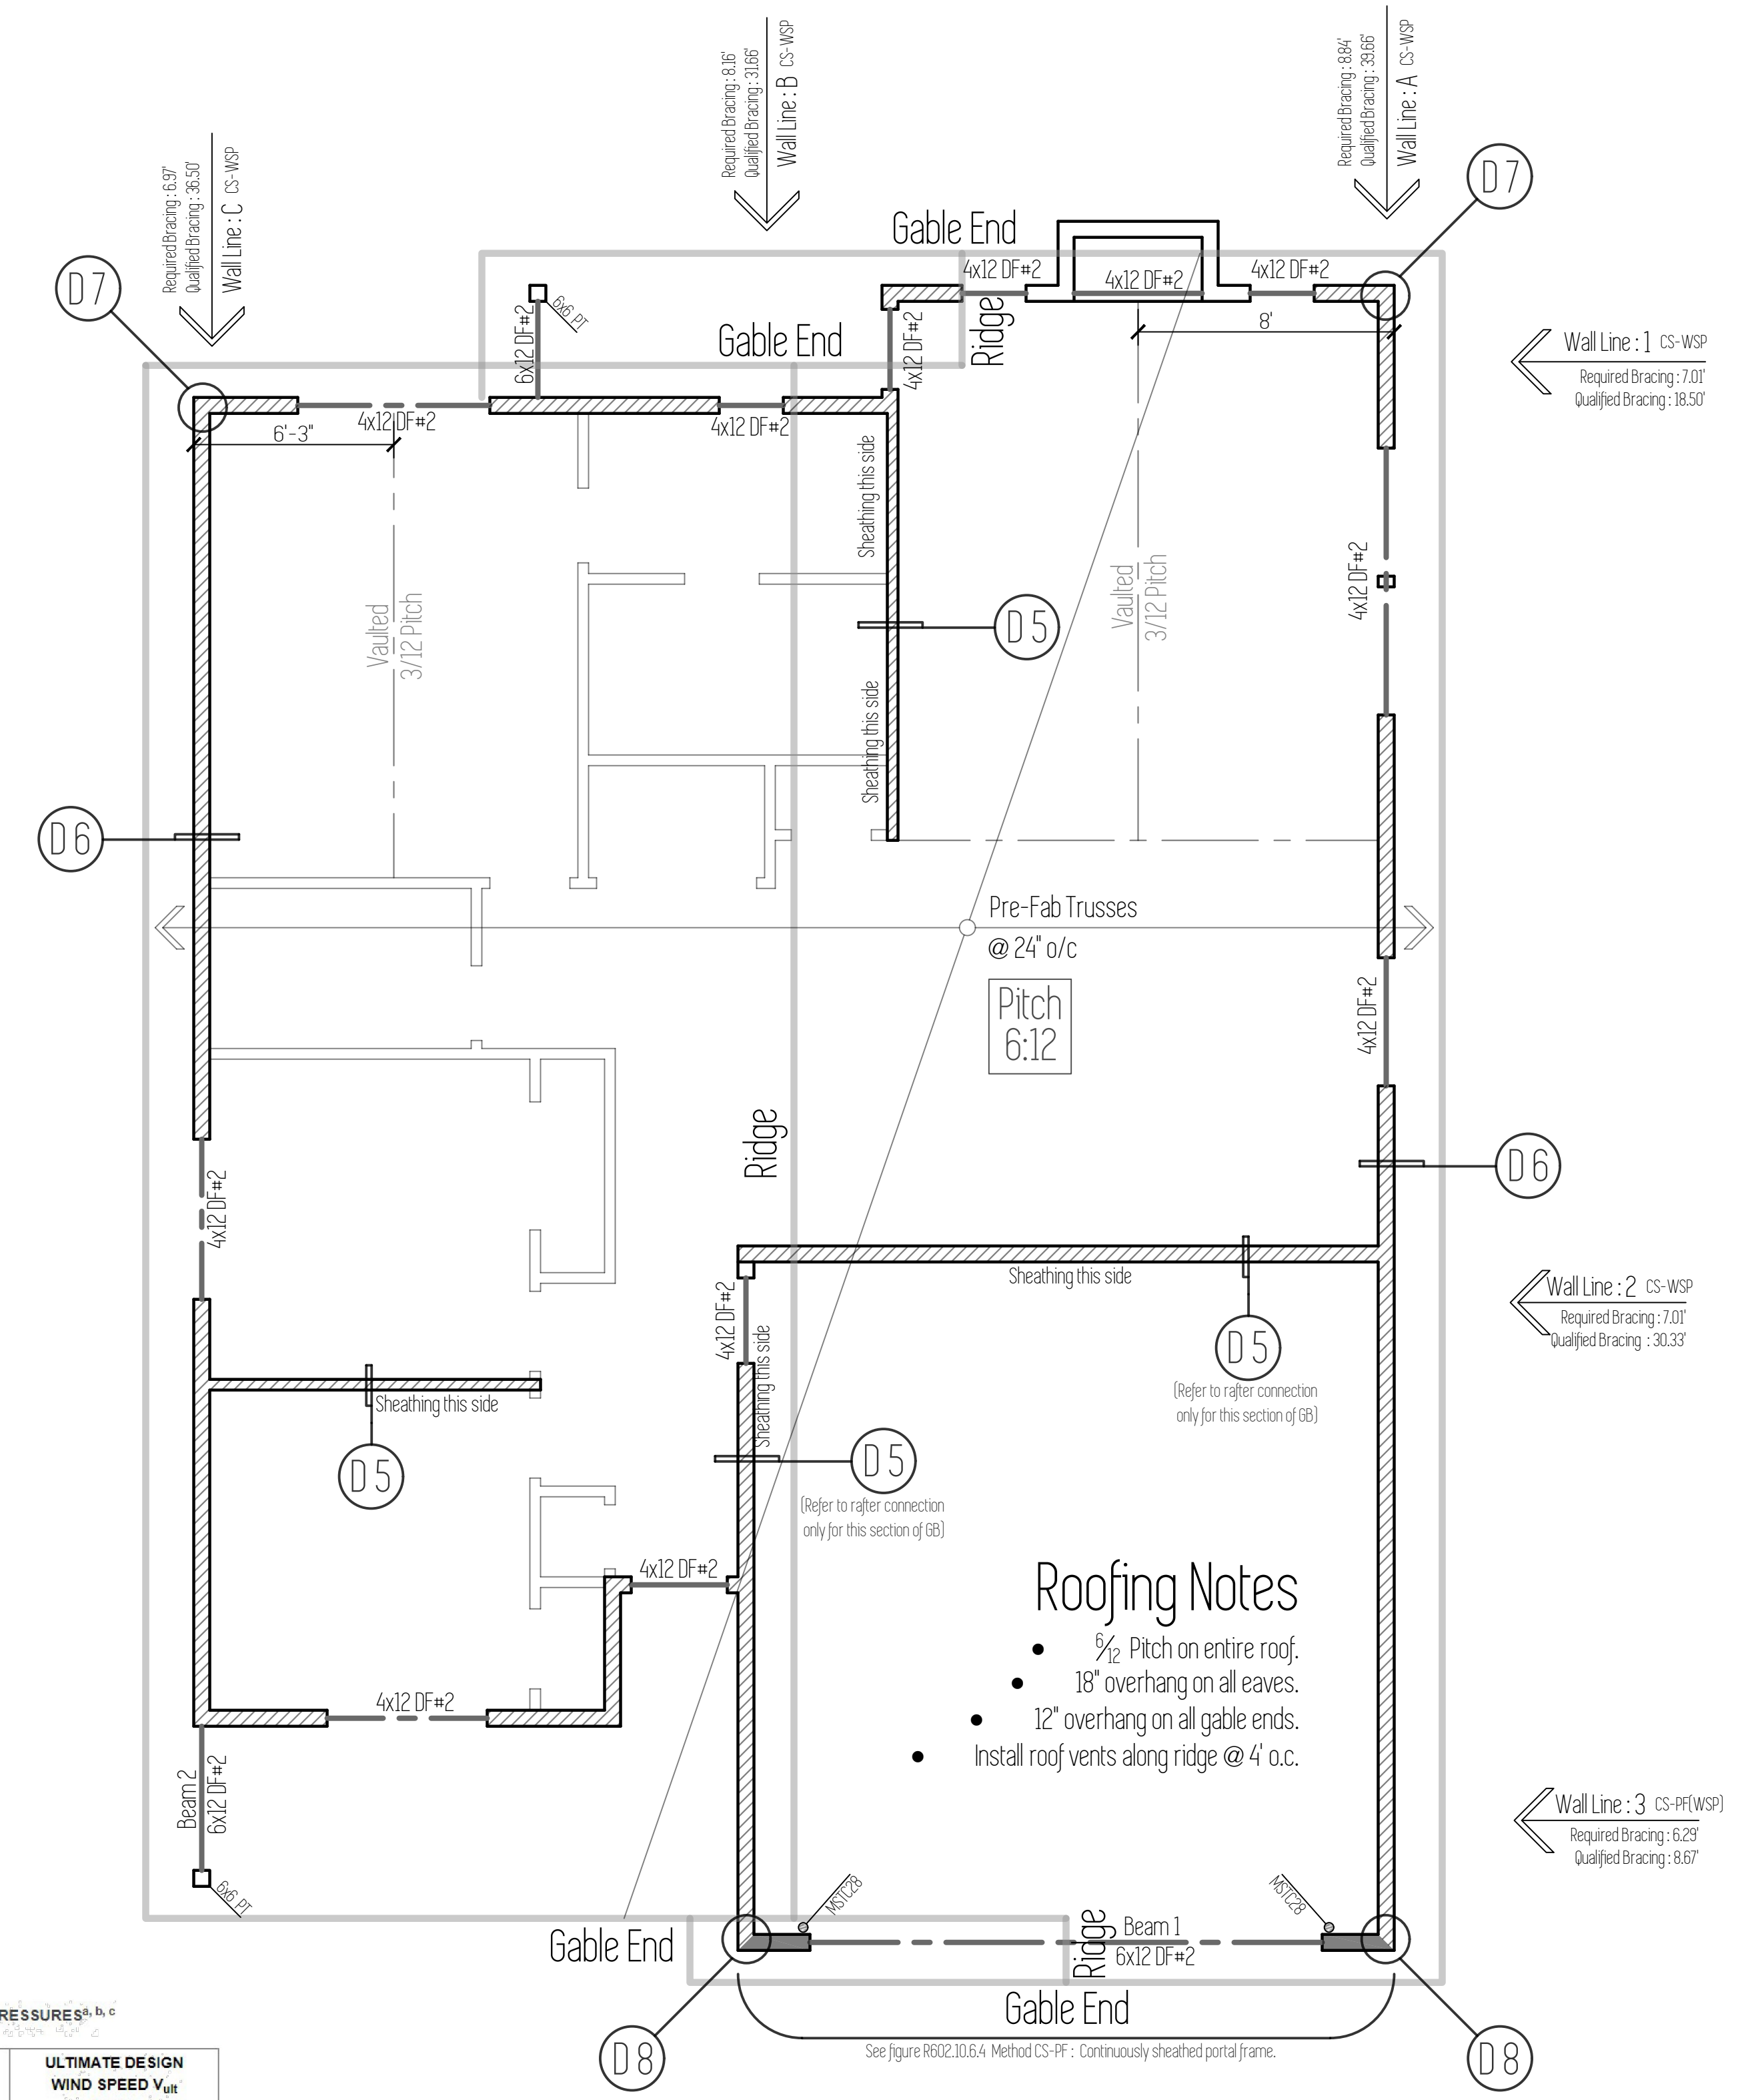 Required Bracing : 6.97'
Qualified Bracing : 36.50'
Wall Line : C CS-WSP
Required Bracing : 8.16'
Qualified Bracing : 31.66'
Wall Line : B CS-WSP
Required Bracing : 8.84'
Qualified Bracing : 39.66'
Wall Line : A CS-WSP
D7
D7
Gable End
4x12 DF#2
4x12 DF#2
4x12 DF#2
6x6 PT
6x12 DF#2
Gable End
4x12 DF#2
Ridge
8'
Wall Line : 1 CS-WSP
Required Bracing : 7.01'
Qualified Bracing : 18.50'
4x12 DF#2
4x12 DF#2
6'-3"
Sheathing this side
Vaulted
3/12 Pitch
D5
Vaulted
3/12 Pitch
4x12 DF#2
Sheathing this side
D6
Pre-Fab Trusses
@ 24" o/c
Pitch
6:12
4x12 DF#2
Ridge
D6
4x12 DF#2
Sheathing this side
4x12 DF#2
Sheathing this side
Wall Line : 2 CS-WSP
Required Bracing : 7.01'
Qualified Bracing : 30.33'
D5
(Refer to rafter connection
only for this section of GB)
Sheathing this side
D5
D5
(Refer to rafter connection
only for this section of GB)
4x12 DF#2
Roofing Notes
• 6/12 Pitch on entire roof.
• 18" overhang on all eaves.
• 12" overhang on all gable ends.
• Install roof vents along ridge @ 4' o.c.
4x12 DF#2
Beam 2
6x12 DF#2
6x6 PT
Wall Line : 3 CS-PF(WSP)
Required Bracing : 6.29'
Qualified Bracing : 8.67'
MSTC28
MSTC28
Gable End
Ridge
Beam 1
6x12 DF#2
Gable End
See figure R602.10.6.4 Method CS-PF : Continuously sheathed portal frame.
D8
D8
RESSURESa, b, c
ULTIMATE DESIGN
WIND SPEED Vult